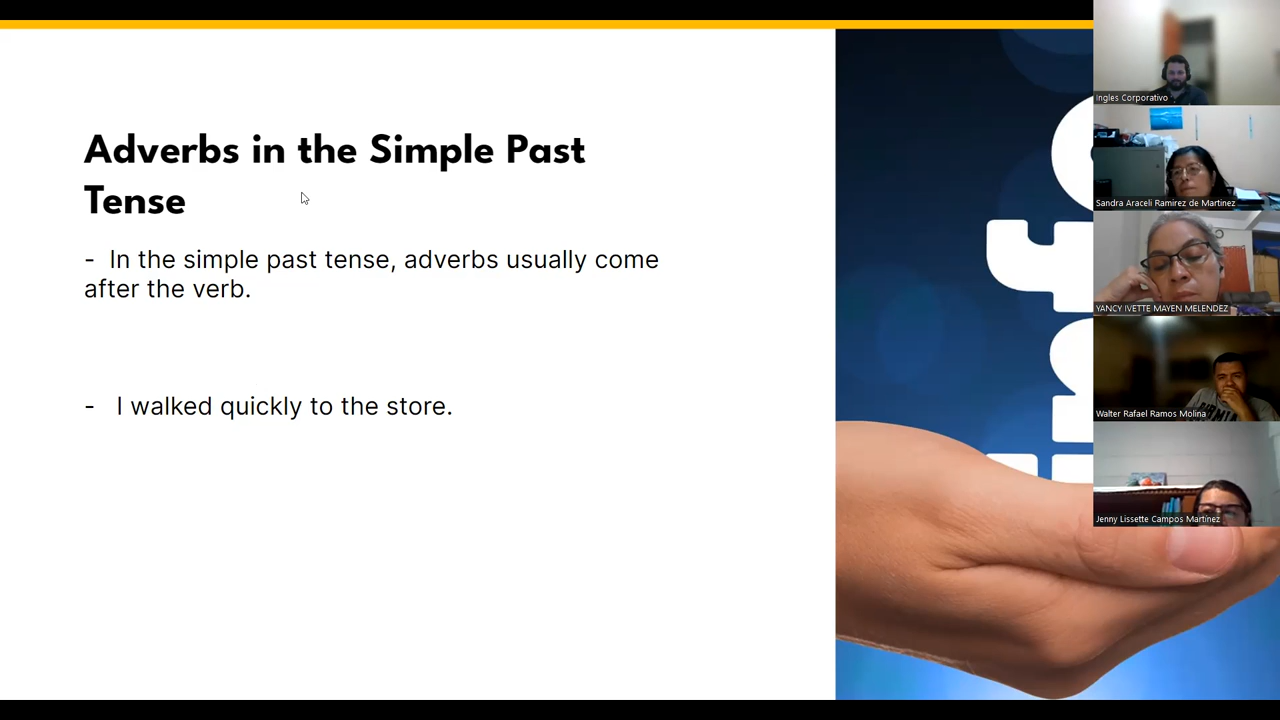 Adverbs in the Simple Past
Tense
- In the simple past tense, adverbs usually come
after the verb.
- I walked quickly to the store.
Ingles Corporativo
Sandra Araceli Ramirez de Martinez
YANCY IVETTE MAYEN MELENDEZ
Walter Rafael Ramos Molina
Jenny Lissette Campos Martínez